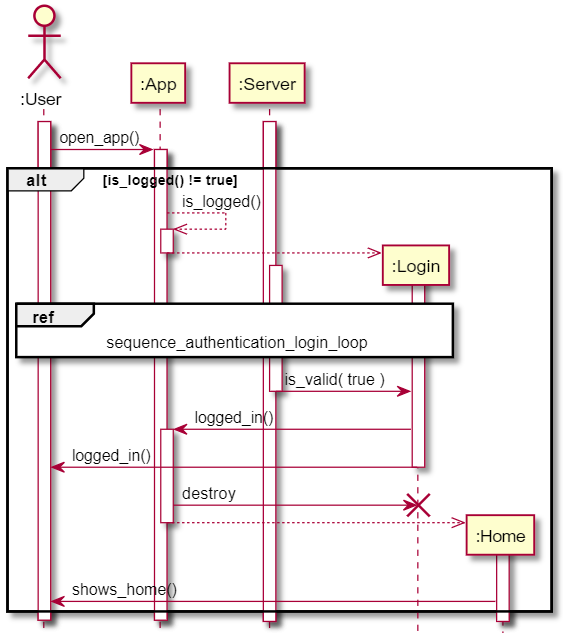 :User
:App
:Server
open_app()
alt
[is_logged() != true]
is_logged()
:Login
ref
sequence_authentication_login_loop
is_valid( true )
logged_in()
logged_in()
destroy
:Home
shows_home()